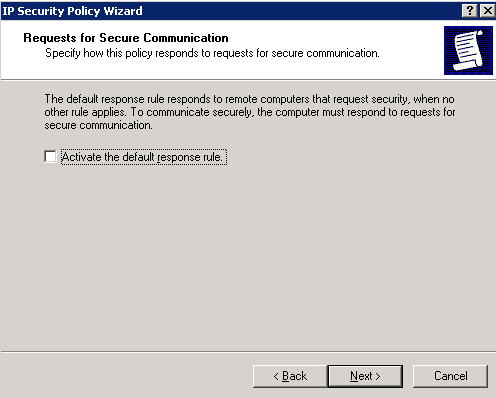 IP Security Policy Wizard
Requests for Secure Communication
Specify how this policy responds to requests for secure communication.
The default response rule responds to remote computers that request security, when no
other rule applies. To communicate securely, the computer must respond to requests for
secure communication.
Activate the default response rule.
< Back
Next >
Cancel